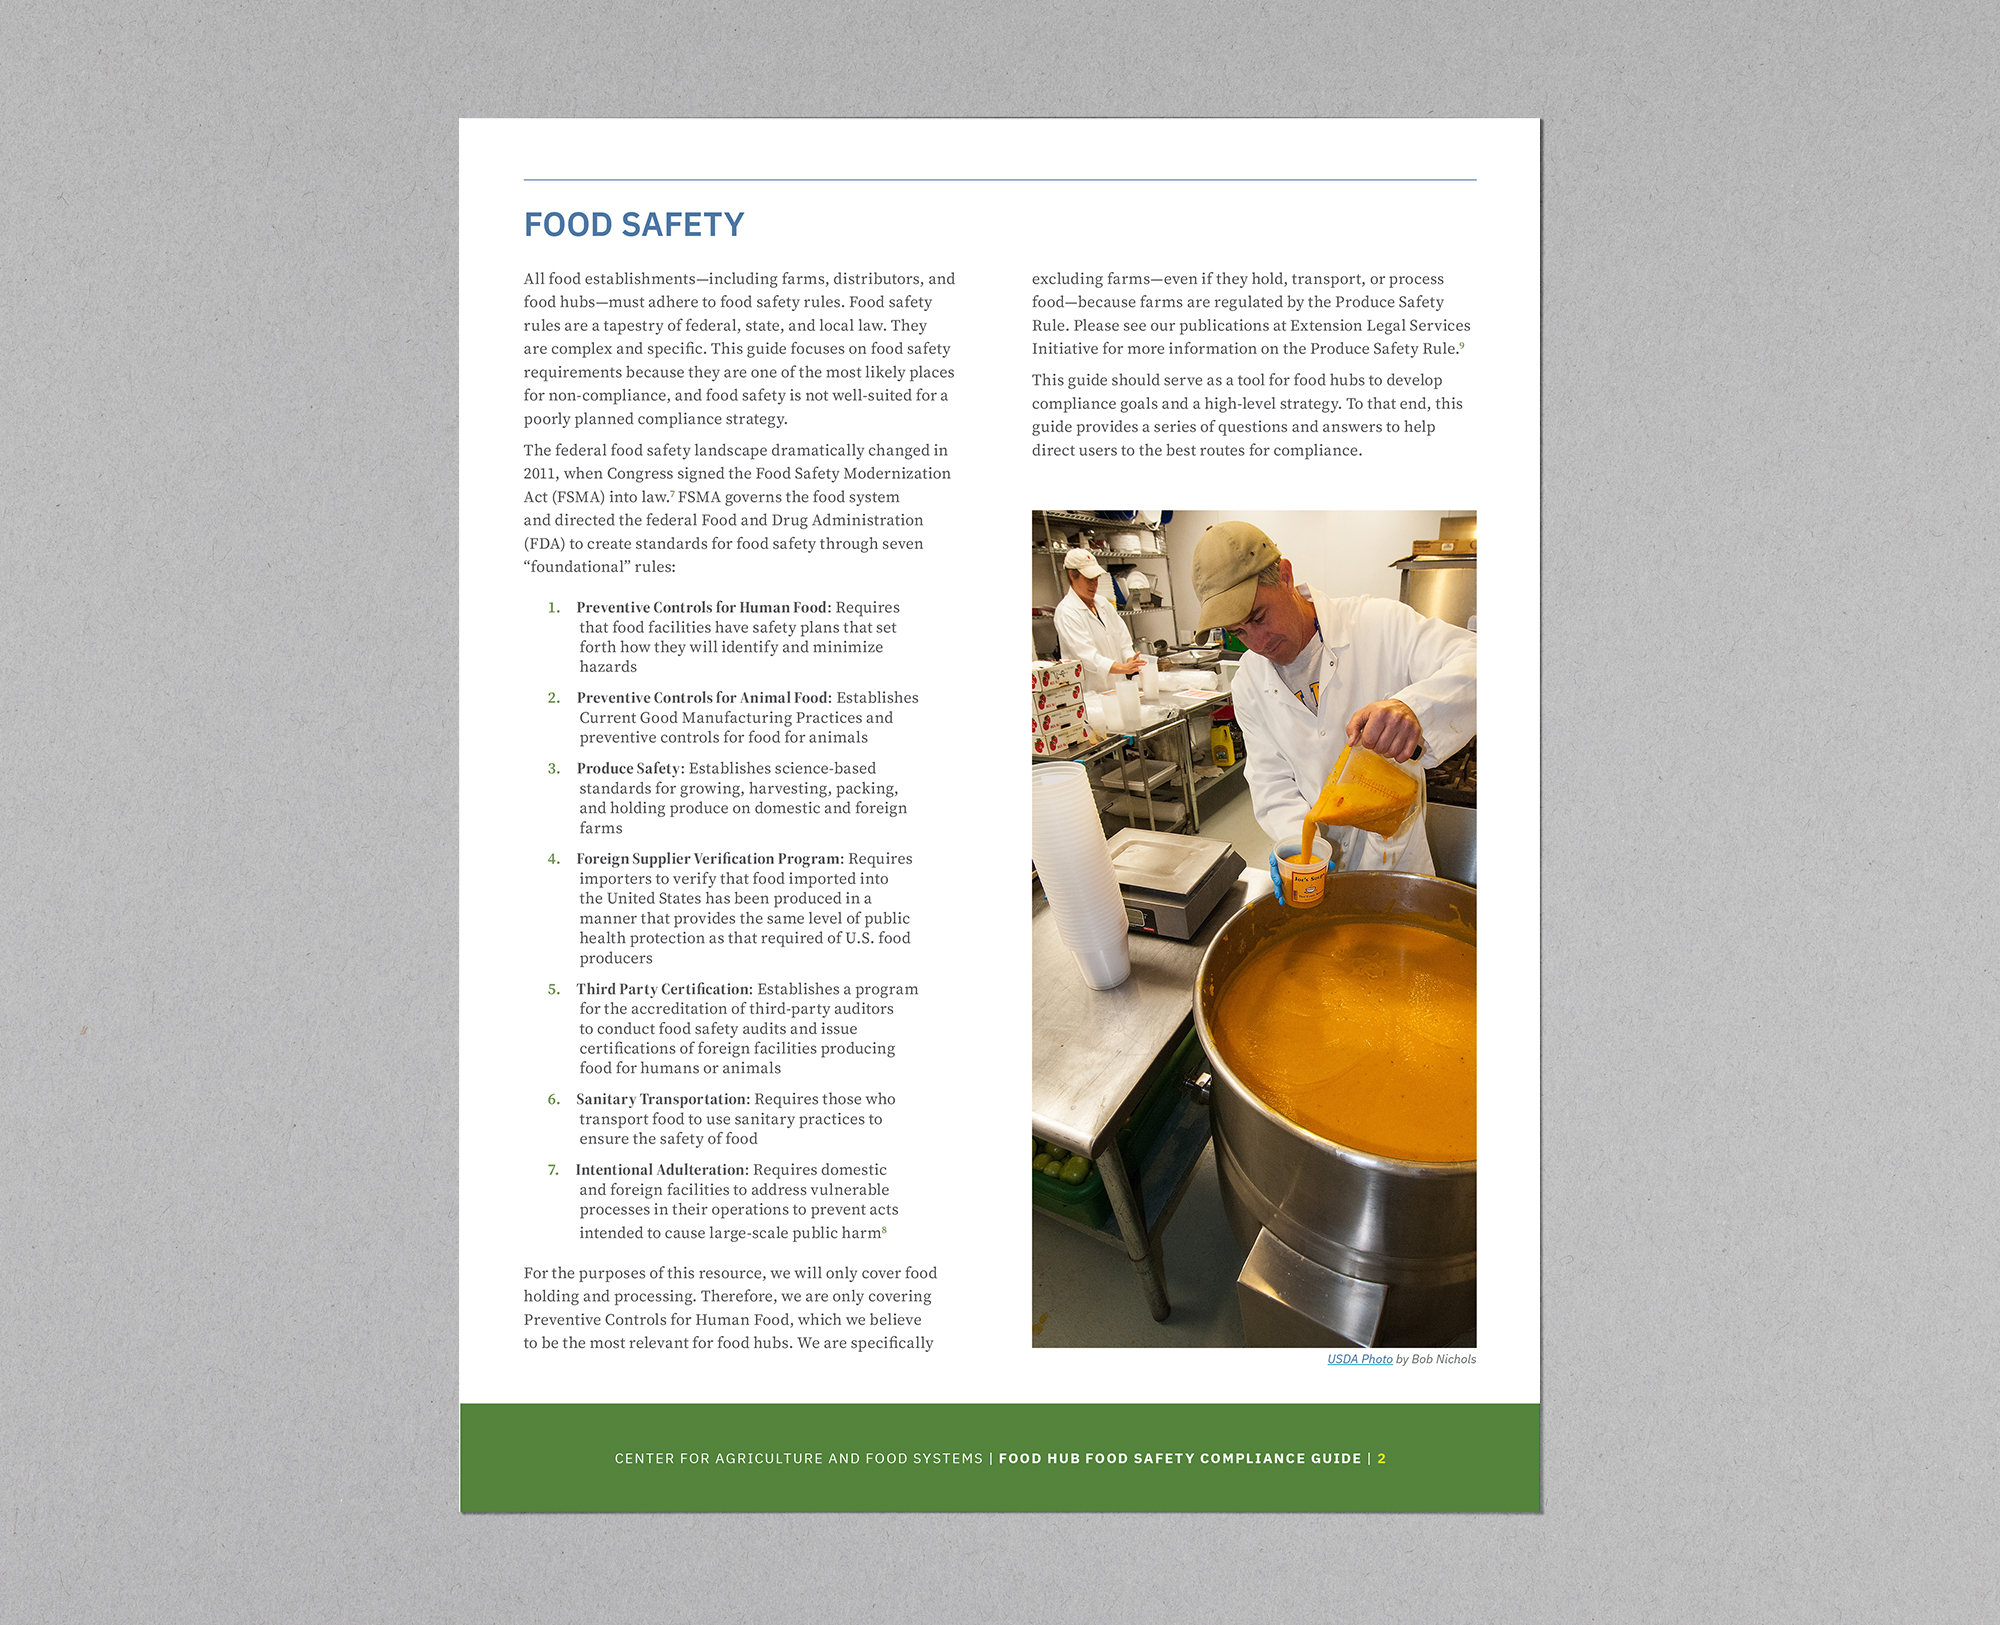 FOOD SAFETY
All food establishments—including farms, distributors, and
food hubs—must adhere to food safety rules. Food safety
rules are a tapestry of federal, state, and local law. They
are complex and specific. This guide focuses on food safety
requirements because they are one of the most likely places
for non-compliance, and food safety is not well-suited for a
poorly planned compliance strategy.
The federal food safety landscape dramatically changed in
2011, when Congress signed the Food Safety Modernization
Act (FSMA) into law.⁷ FSMA governs the food system
and directed the federal Food and Drug Administration
(FDA) to create standards for food safety through seven
“foundational” rules:
1. Preventive Controls for Human Food: Requires
that food facilities have safety plans that set
forth how they will identify and minimize
hazards
2. Preventive Controls for Animal Food: Establishes
Current Good Manufacturing Practices and
preventive controls for food for animals
3. Produce Safety: Establishes science-based
standards for growing, harvesting, packing,
and holding produce on domestic and foreign
farms
4. Foreign Supplier Verification Program: Requires
importers to verify that food imported into
the United States has been produced in a
manner that provides the same level of public
health protection as that required of U.S. food
producers
5. Third Party Certification: Establishes a program
for the accreditation of third-party auditors
to conduct food safety audits and issue
certifications of foreign facilities producing
food for humans or animals
6. Sanitary Transportation: Requires those who
transport food to use sanitary practices to
ensure the safety of food
7. Intentional Adulteration: Requires domestic
and foreign facilities to address vulnerable
processes in their operations to prevent acts
intended to cause large-scale public harm⁸
For the purposes of this resource, we will only cover food
holding and processing. Therefore, we are only covering
Preventive Controls for Human Food, which we believe
to be the most relevant for food hubs. We are specifically
excluding farms—even if they hold, transport, or process
food—because farms are regulated by the Produce Safety
Rule. Please see our publications at Extension Legal Services
Initiative for more information on the Produce Safety Rule.⁹
This guide should serve as a tool for food hubs to develop
compliance goals and a high-level strategy. To that end, this
guide provides a series of questions and answers to help
direct users to the best routes for compliance.
USDA Photo by Bob Nichols
CENTER FOR AGRICULTURE AND FOOD SYSTEMS | FOOD HUB FOOD SAFETY COMPLIANCE GUIDE | 2